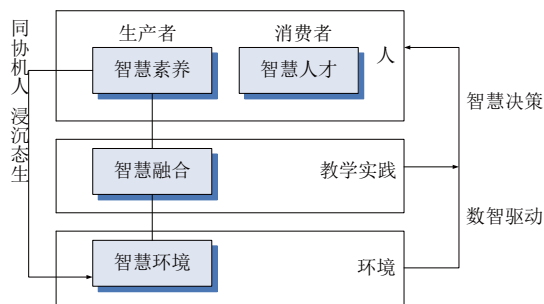 生产者
消费者
智慧素养
智慧人才
人
同协机人 浸沉态生
智慧决策
智慧融合
教学实践
数智驱动
智慧环境
环境